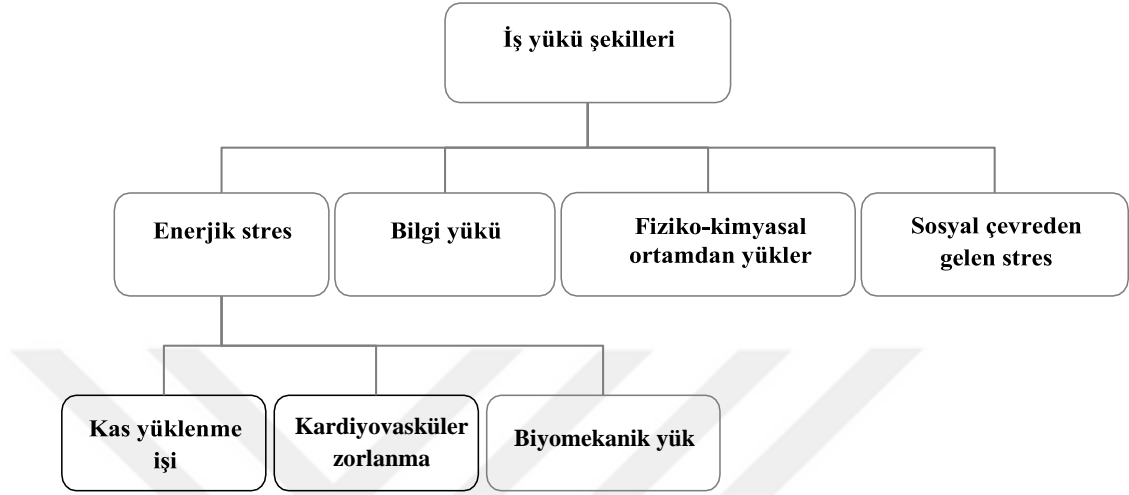 İş yükü şekilleri
Enerjik stres
Bilgi yükü
Fiziko-kimyasal
ortamdan yükler
Sosyal çevreden
gelen stres
Kas yüklenme
işi
Kardiyovasküler
zorlanma
Biyomekanik yük